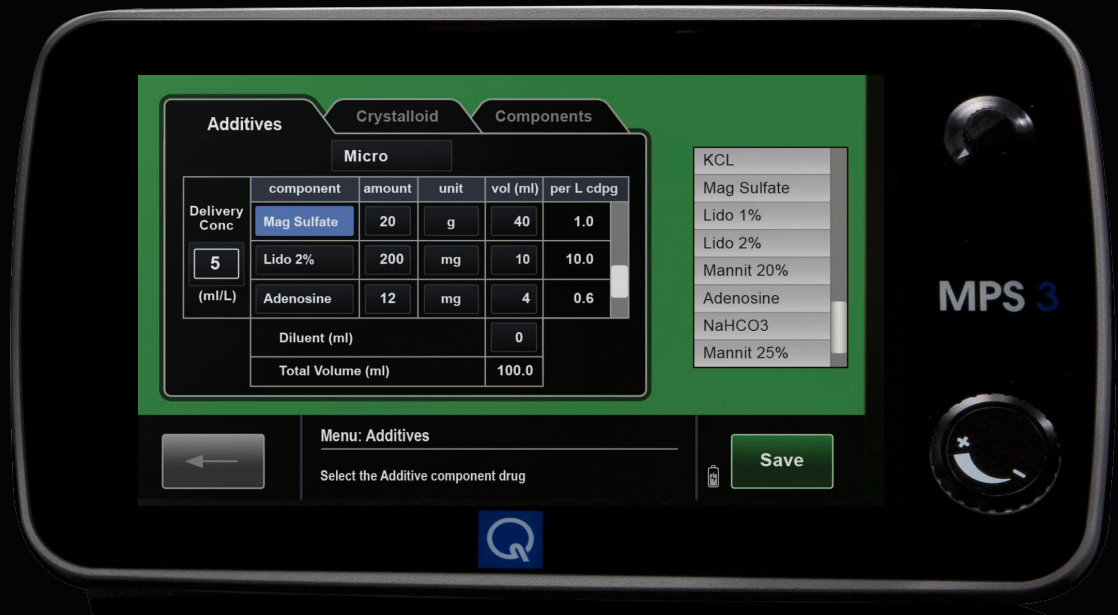 Additives Crystalloid Components
Micro
component amount unit vol (ml) per L cdpg
Delivery Conc
5
(ml/L)
Mag Sulfate 20 g 40 1.0
Lido 2% 200 mg 10 10.0
Adenosine 12 mg 4 0.6
Diluent (ml) 0
Total Volume (ml) 100.0
KCL
Mag Sulfate
Lido 1%
Lido 2%
Mannit 20%
Adenosine
NaHCO3
Mannit 25%
MPS 3
Menu: Additives
Select the Additive component drug
Save
Q